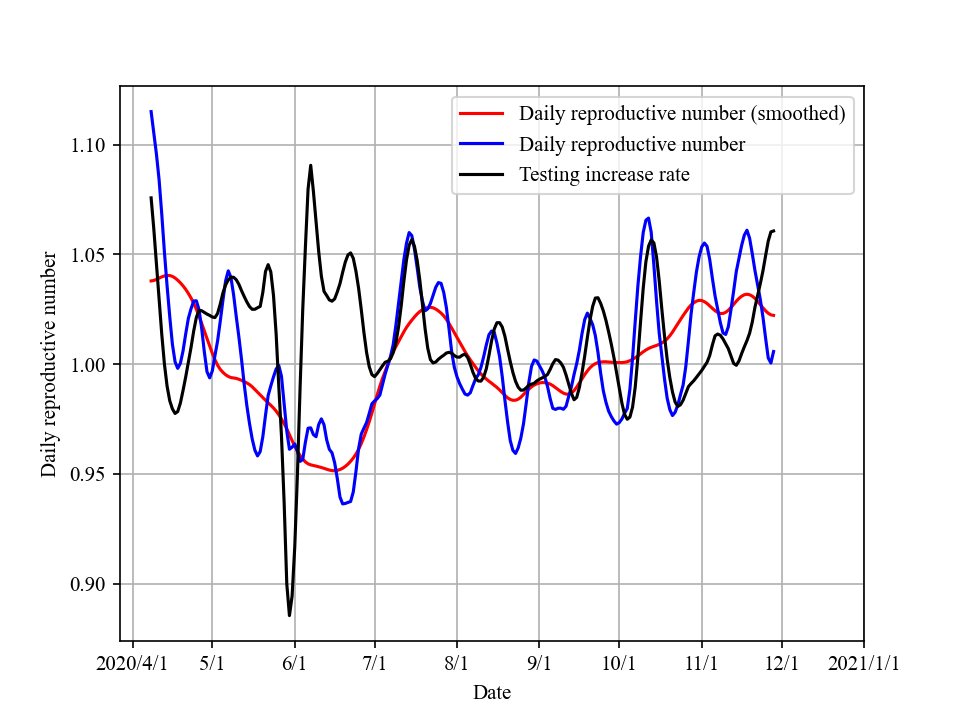 Daily reproductive number (smoothed)
Daily reproductive number
Testing increase rate
1.10
1.05
1.00
0.95
0.90
Daily reproductive number
2020/4/1 5/1 6/1 7/1 8/1 9/1 10/1 11/1 12/1 2021/1/1
Date